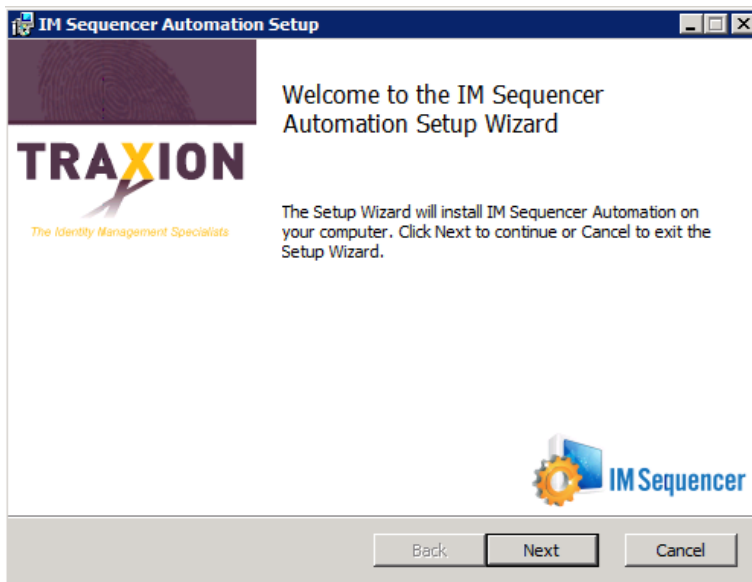 IM Sequencer Automation Setup
Welcome to the IM Sequencer
Automation Setup Wizard
TRAXION
The Identity Management Specialists
The Setup Wizard will install IM Sequencer Automation on
your computer. Click Next to continue or Cancel to exit the
Setup Wizard.
IM Sequencer
Back Next Cancel